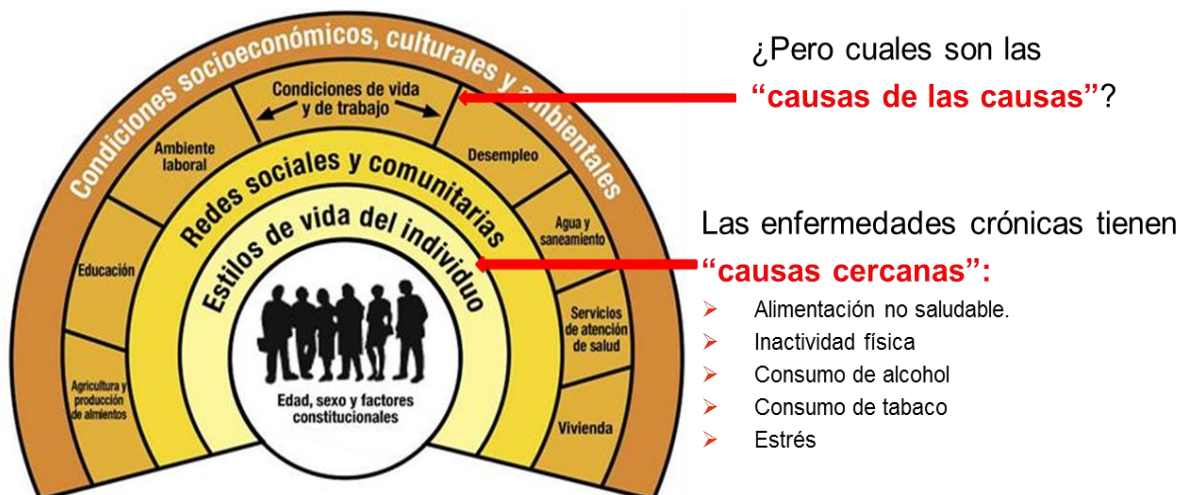 Condiciones socioeconómicos, culturales y ambientales
Condiciones de vida
y de trabajo
Ambiente
laboral
Desempleo
Educación
Agua y
saneamiento
Agricultura y
producción
de almientos
Servicios
de atención
de salud
Vivienda
Redes sociales y comunitarias
Estilos de vida del individuo
Edad, sexo y factores
constitucionales
¿Pero cuales son las
“causas de las causas”?
Las enfermedades crónicas tienen
“causas cercanas”:
Alimentación no saludable.
Inactividad física
Consumo de alcohol
Consumo de tabaco
Estrés